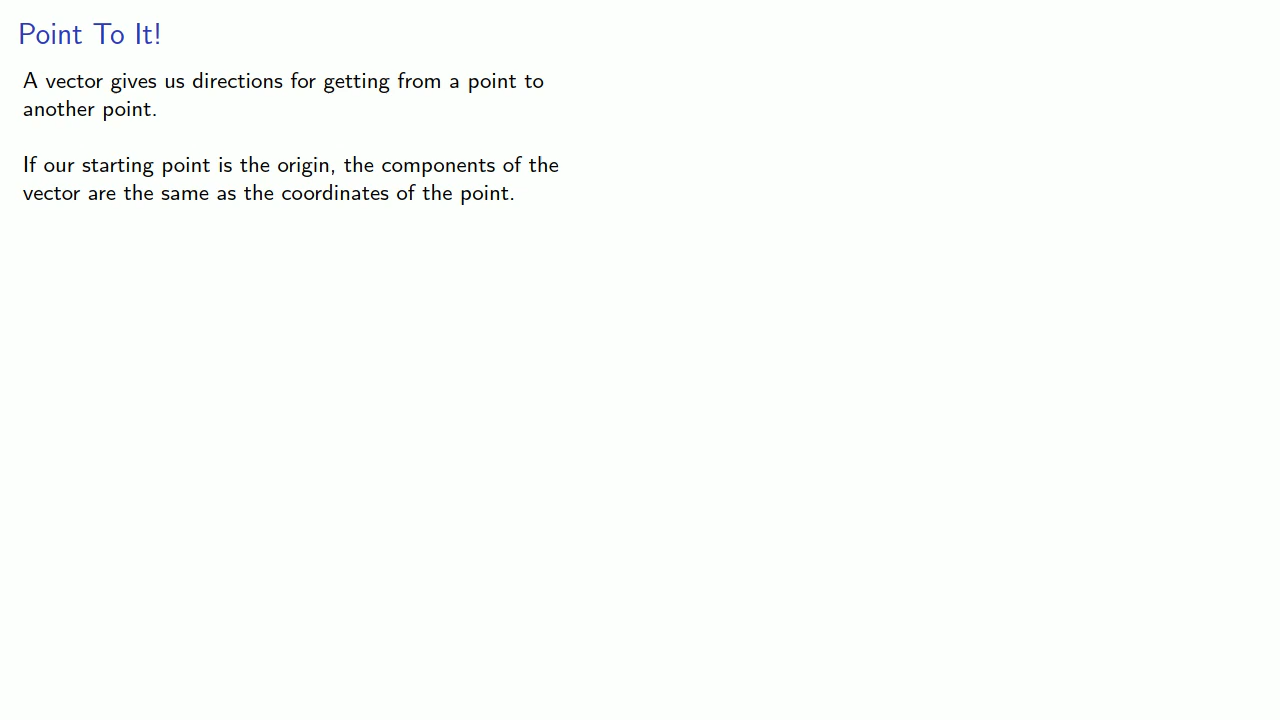 Point To It!
A vector gives us directions for getting from a point to
another point.
If our starting point is the origin, the components of the
vector are the same as the coordinates of the point.